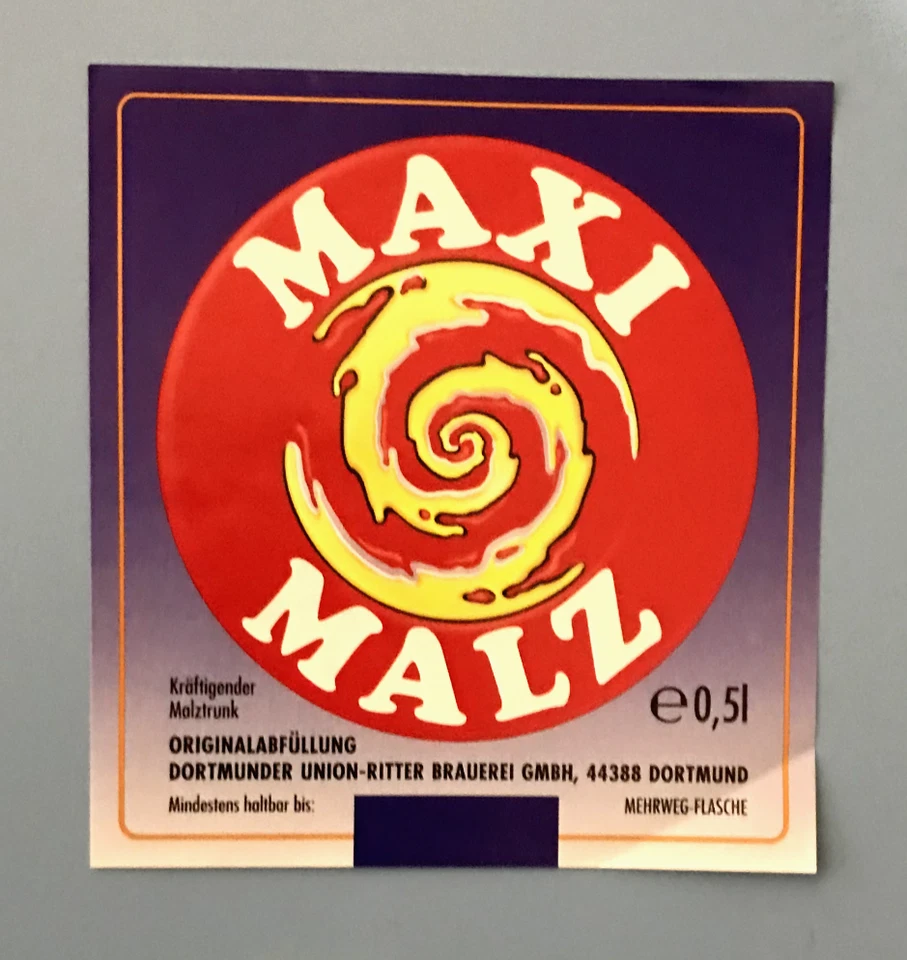 MAXI
MALZ
Kräftigender
Malztrunk
℮ 0,5l
ORIGINALABFÜLLUNG
DORTMUNDER UNION-RITTER BRAUEREI GMBH, 44388 DORTMUND
Mindestens haltbar bis:
MEHRWEG-FLASCHE